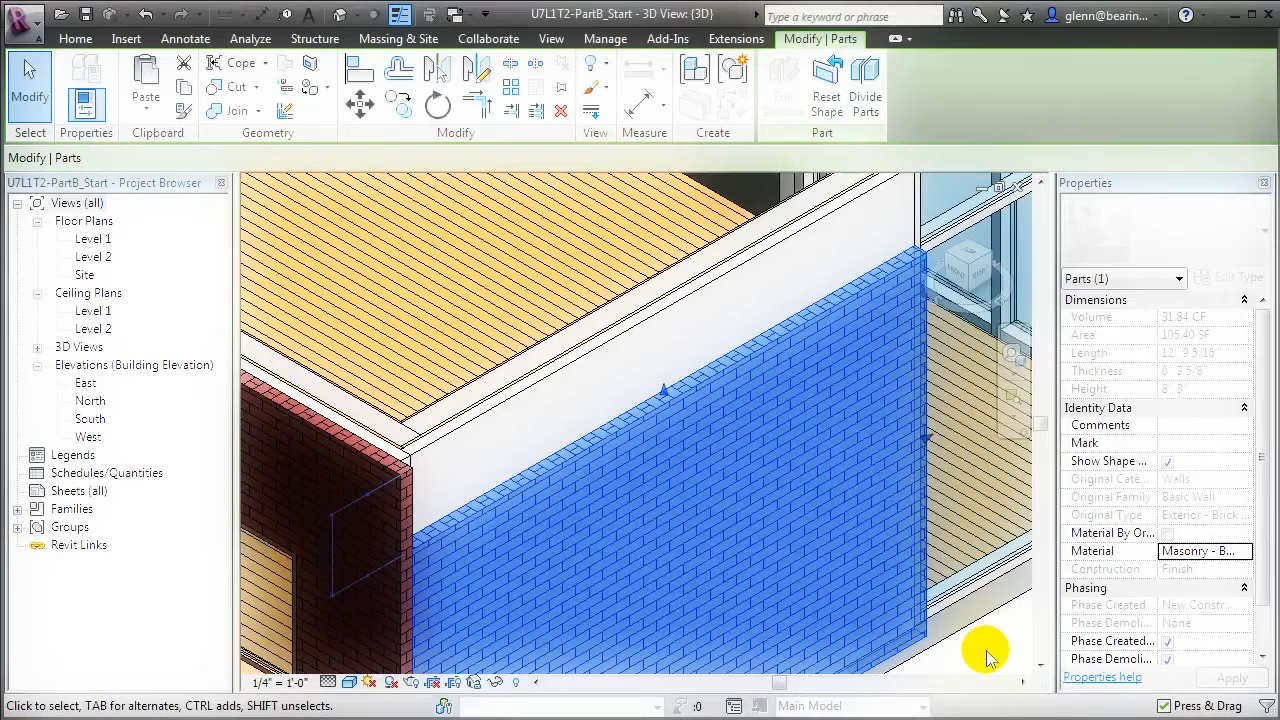 U7L1T2-PartB_Start - 3D View: {3D}
Type a keyword or phrase
glenn@bearin...
Insert
Annotate
Analyze
Structure
Massing & Site
Collaborate
View
Manage
Add-Ins
Extensions
Modify | Parts
Modify
Paste
Cope
Cut
Join
Reset Shape
Divide Parts
Select
Properties
Clipboard
Geometry
Modify
View
Measure
Create
Part
Modify | Parts
U7L1T2-PartB_Start - Project Browser
Views (all)
Floor Plans
Level 1
Level 2
Site
Ceiling Plans
Level 1
Level 2
3D Views
Elevations (Building Elevation)
East
North
South
West
Legends
Schedules/Quantities
Sheets (all)
Families
Groups
Revit Links
Properties
Parts (1)
Edit Type
Dimensions
Volume 31.84 CF
Area 105.40 SF
Length 12' 9 5/16"
Thickness 0' 3 5/8"
Height 8' 3"
Identity Data
Comments
Mark
Show Shape ...
Original Cate... Walls
Original Family Basic Wall
Original Type Exterior - Brick ...
Material By Or...
Material Masonry - B...
Construction Finish
Phasing
Phase Created New Constr...
Phase Demoli... None
Phase Created...
Phase Demoli...
Properties help
Apply
1/4" = 1'-0"
Click to select, TAB for alternates, CTRL adds, SHIFT unselects.
:0
Main Model
Press & Drag